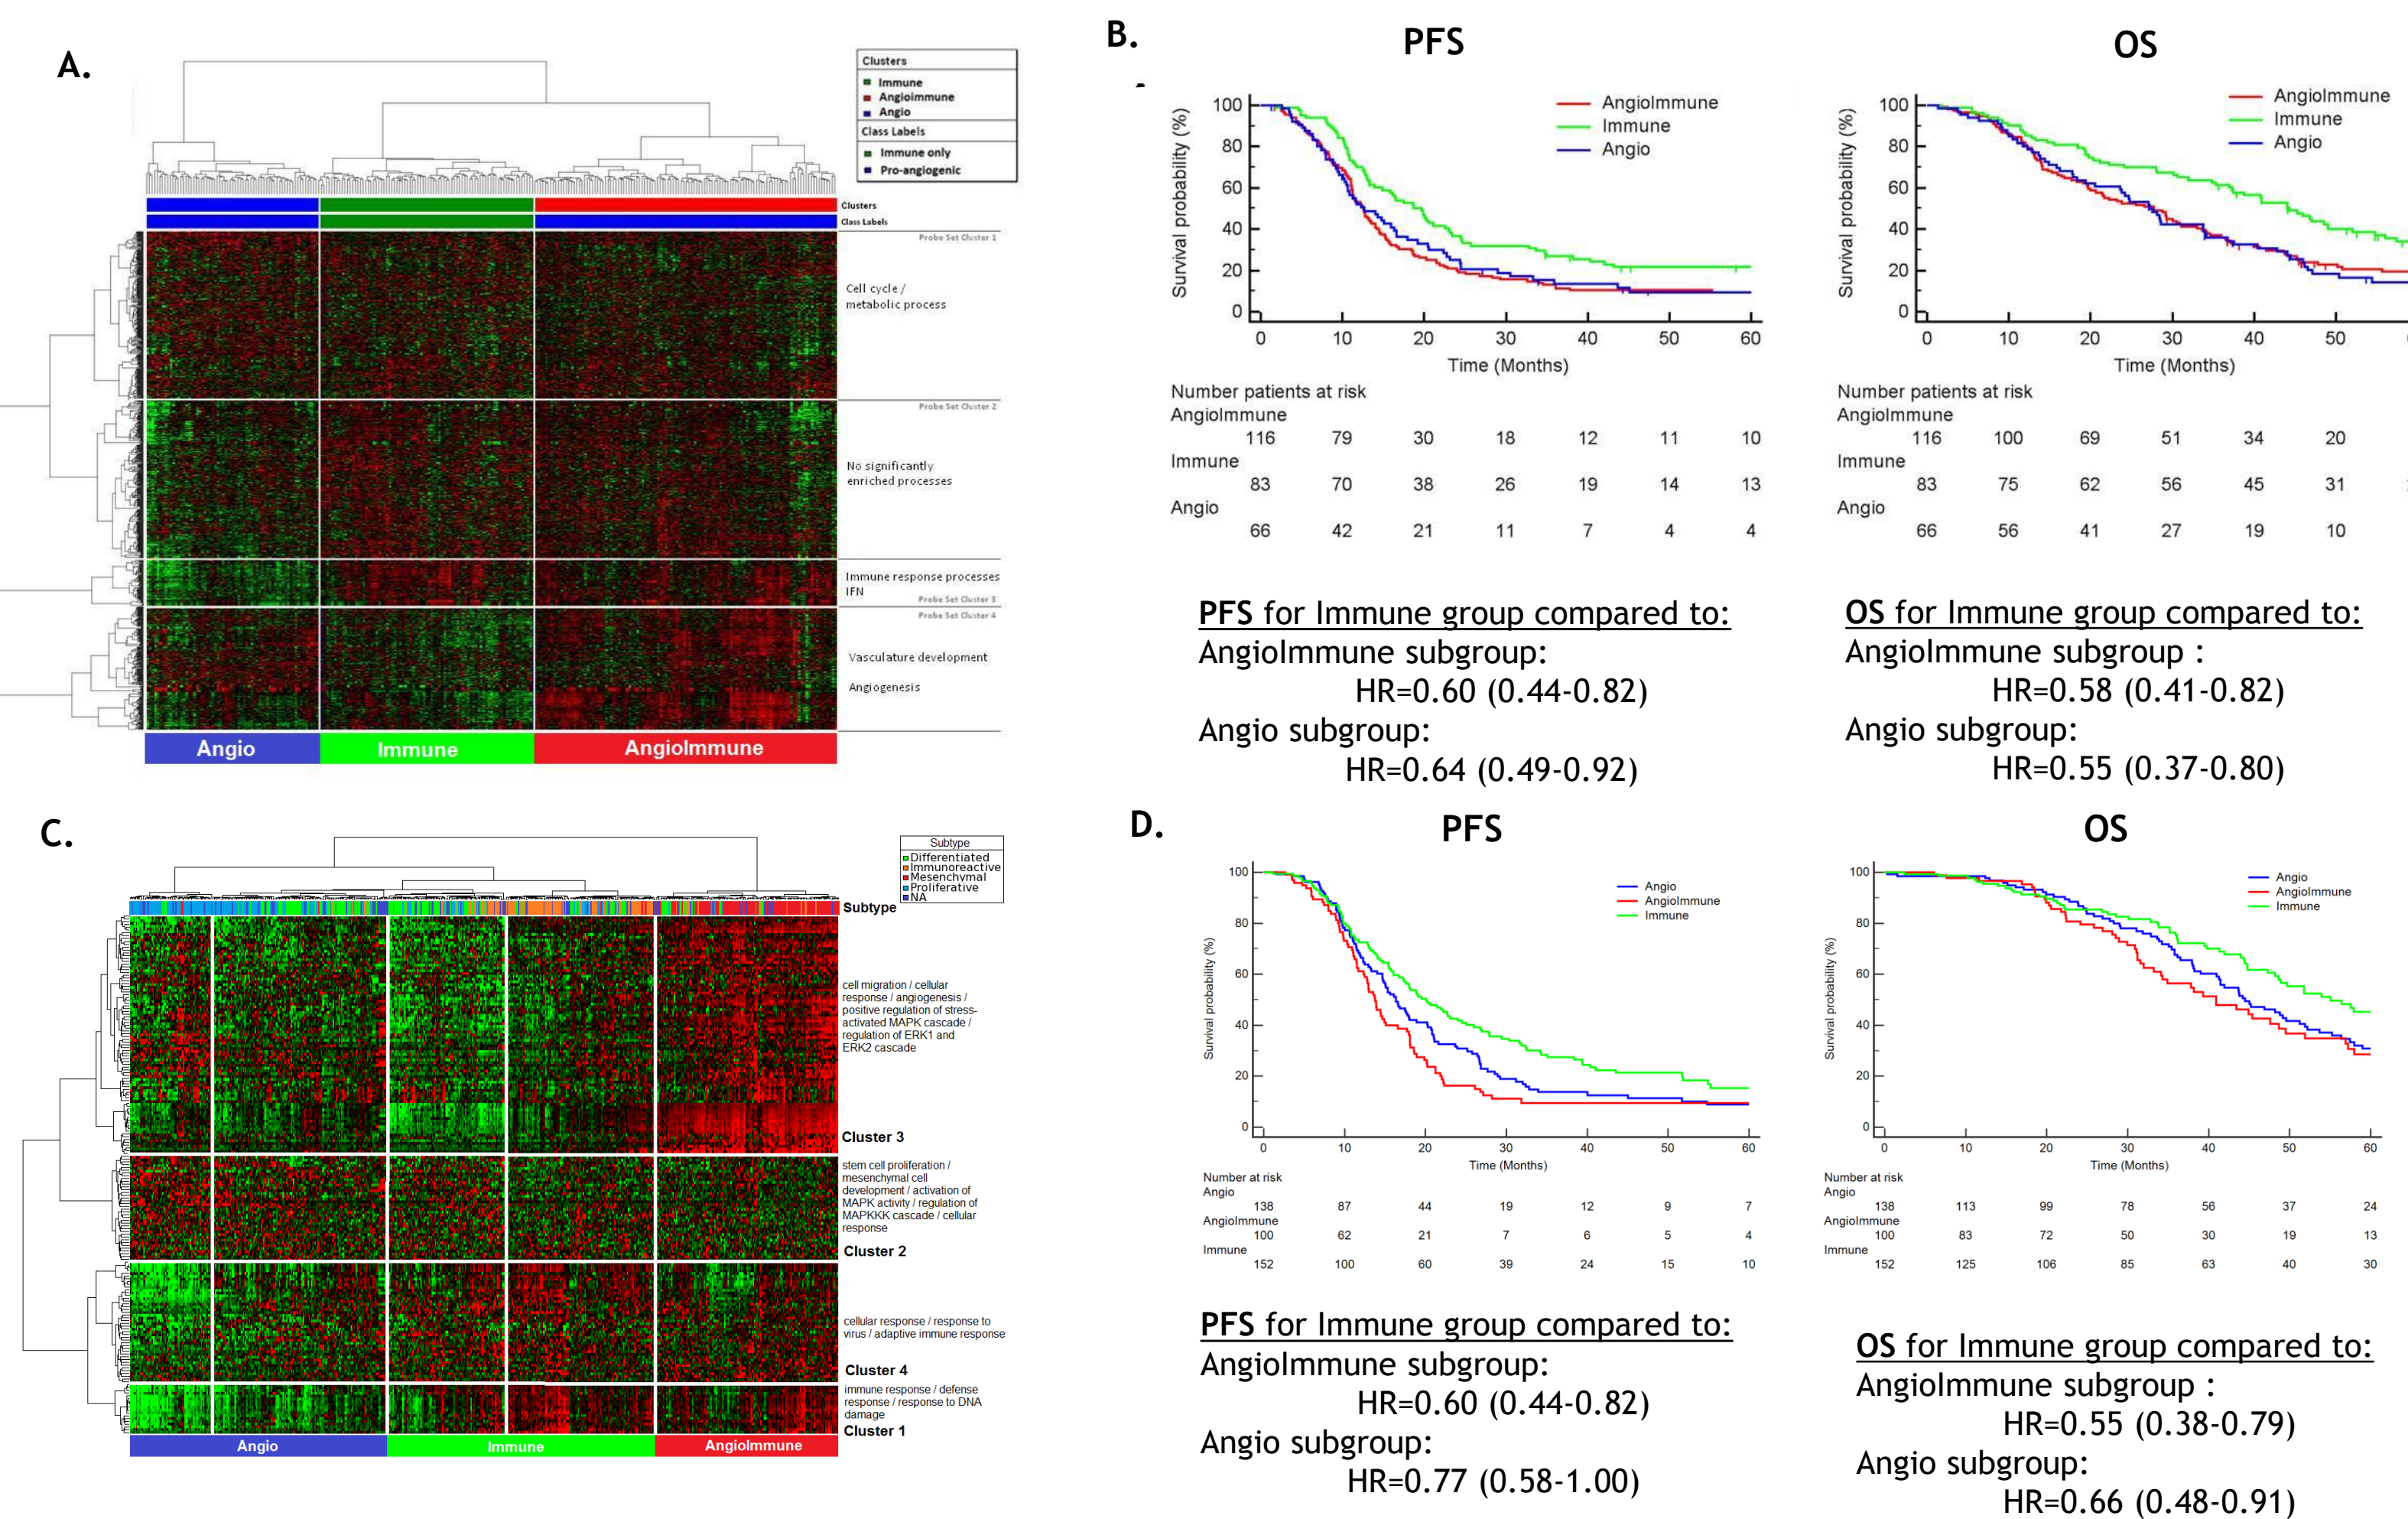 A.
Clusters
Immune
Angioimmune
Angio
Class Labels
Immune only
Pro-angiogenic
Clusters
Class Labels
Probe Set Cluster 1
Cell cycle /
metabolic process
Probe Set Cluster 2
No significantly
enriched processes
Immune response processes
IFN
Probe Set Cluster 3
Probe Set Cluster 4
Vasculature development
Angiogenesis
Angio Immune AngioImmune
B.
PFS
Survival probability (%)
100
80
60
40
20
0
AngioImmune
Immune
Angio
0 10 20 30 40 50 60
Time (Months)
Number patients at risk
AngioImmune
116 79 30 18 12 11 10
Immune
83 70 38 26 19 14 13
Angio
66 42 21 11 7 4 4
PFS for Immune group compared to:
AngioImmune subgroup:
HR=0.60 (0.44-0.82)
Angio subgroup:
HR=0.64 (0.49-0.92)
OS
Survival probability (%)
100
80
60
40
20
0
AngioImmune
Immune
Angio
0 10 20 30 40 50
Time (Months)
Number patients at risk
AngioImmune
116 100 69 51 34 20
Immune
83 75 62 56 45 31
Angio
66 56 41 27 19 10
OS for Immune group compared to:
AngioImmune subgroup :
HR=0.58 (0.41-0.82)
Angio subgroup:
HR=0.55 (0.37-0.80)
C.
Subtype
Differentiated
Immunoreactive
Mesenchymal
Proliferative
NA
Subtype
cell migration / cellular
response / angiogenesis /
positive regulation of stress-
activated MAPK cascade /
regulation of ERK1 and
ERK2 cascade
Cluster 3
stem cell proliferation /
mesenchymal cell
development / activation of
MAPK activity / regulation of
MAPKKK cascade / cellular
response
Cluster 2
cellular response / response to
virus / adaptive immune response
Cluster 4
immune response / defense
response / response to DNA
damage
Cluster 1
Angio Immune AngioImmune
D.
PFS
Survival probability (%)
100
80
60
40
20
0
Angio
AngioImmune
Immune
0 10 20 30 40 50 60
Time (Months)
Number at risk
Angio
138 87 44 19 12 9 7
AngioImmune
100 62 21 7 6 5 4
Immune
152 100 60 39 24 15 10
PFS for Immune group compared to:
AngioImmune subgroup:
HR=0.60 (0.44-0.82)
Angio subgroup:
HR=0.77 (0.58-1.00)
OS
Survival probability (%)
100
80
60
40
20
0
Angio
AngioImmune
Immune
0 10 20 30 40 50 60
Time (Months)
Number at risk
Angio
138 113 99 78 56 37 24
AngioImmune
100 83 72 50 30 19 13
Immune
152 125 106 85 63 40 30
OS for Immune group compared to:
AngioImmune subgroup :
HR=0.55 (0.38-0.79)
Angio subgroup:
HR=0.66 (0.48-0.91)